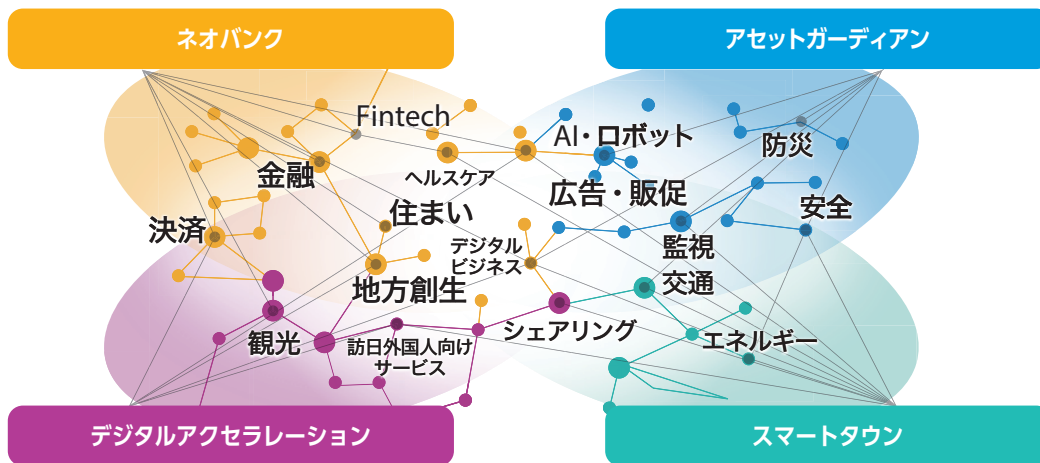 ネオバンク
アセットガーディアン
Fintech
AI・ロボット
防災
金融
ヘルスケア
広告・販促
住まい
安全
決済
デジタル
ビジネス
監視
地方創生
交通
シェアリング
観光
訪日外国人向け
サービス
エネルギー
デジタルアクセラレーション
スマートタウン